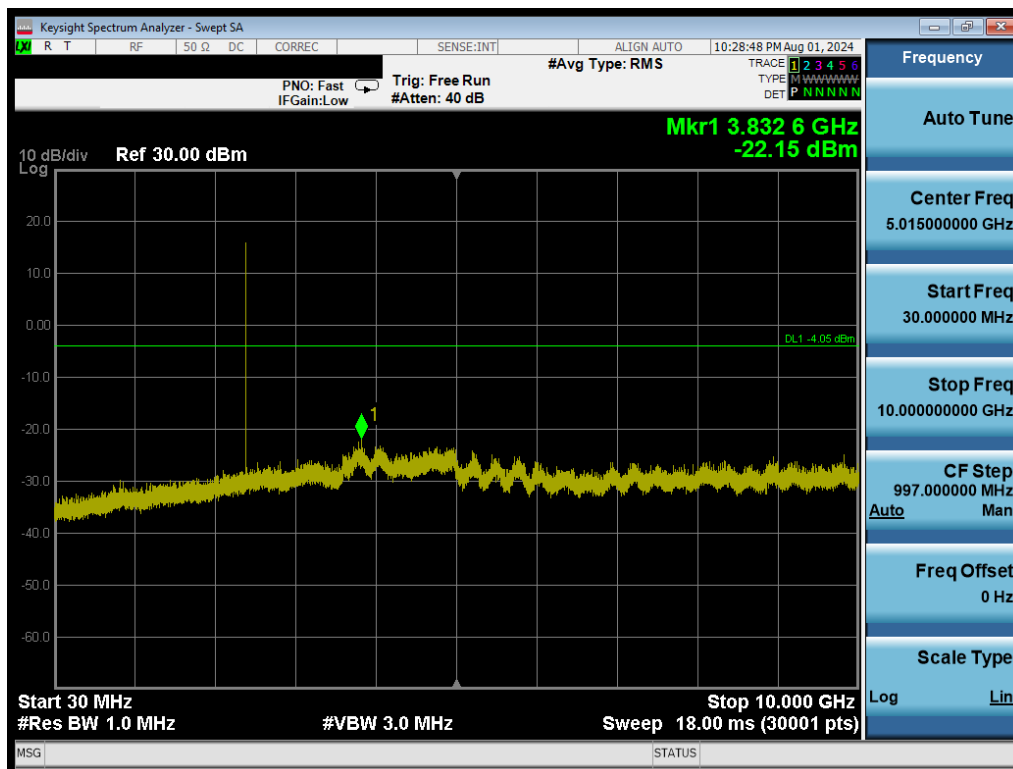 Keysight Spectrum Analyzer - Swept SA
LXI R T RF 50 Ω DC CORREC SENSE:INT ALIGN AUTO 10:28:48 PM Aug 01, 2024
#Avg Type: RMS
TRACE 1 2 3 4 5 6
TYPE M WWWWW
DET P N N N N N
PNO: Fast
IFGain:Low
Trig: Free Run
#Atten: 40 dB
Mkr1 3.832 6 GHz
-22.15 dBm
10 dB/div Ref 30.00 dBm
Log
20.0
10.0
0.00
DL1 -4.05 dBm
-10.0
1
-20.0
-30.0
-40.0
-50.0
-60.0
Start 30 MHz Stop 10.000 GHz
#Res BW 1.0 MHz #VBW 3.0 MHz Sweep 18.00 ms (30001 pts)
MSG STATUS
Frequency
Auto Tune
Center Freq
5.015000000 GHz
Start Freq
30.000000 MHz
Stop Freq
10.000000000 GHz
CF Step
997.000000 MHz
Auto Man
Freq Offset
0 Hz
Scale Type
Log Lin